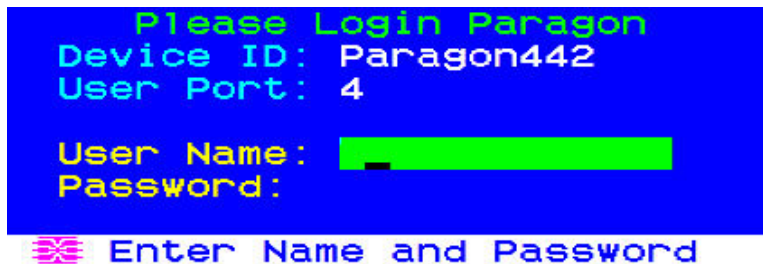 Please Login Paragon
Device ID: Paragon442
User Port: 4
User Name:
Password:
Enter Name and Password